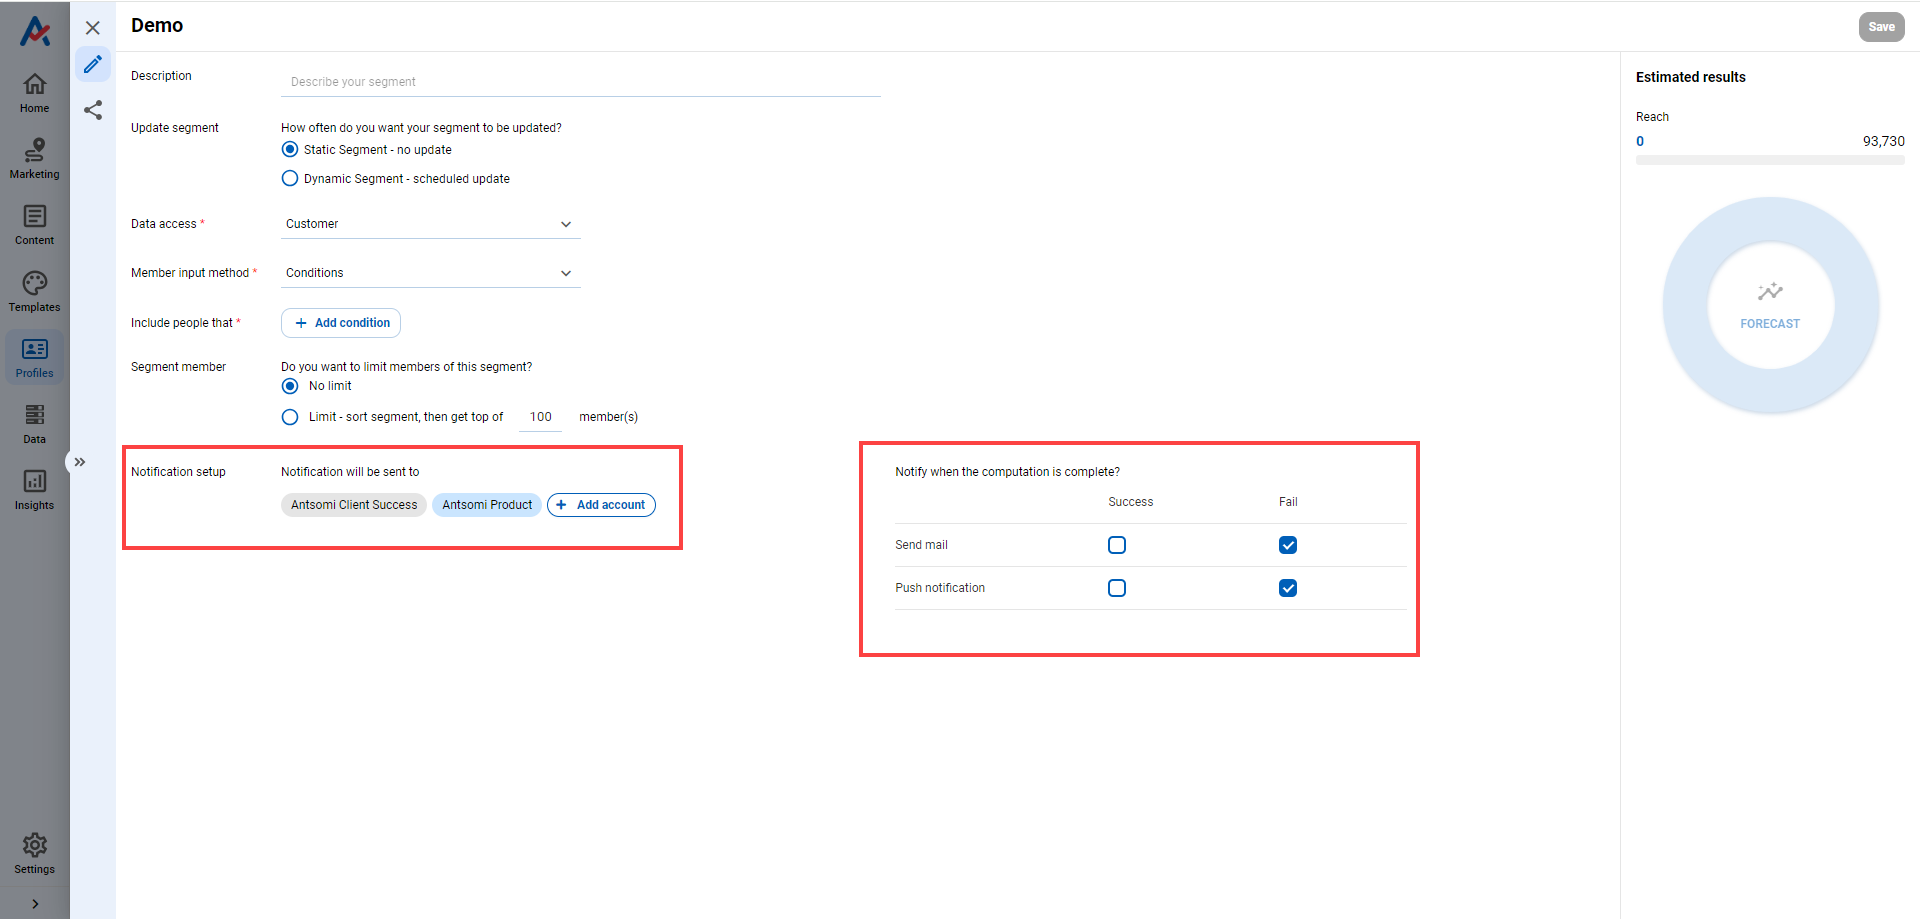 Demo
Save
Home
Marketing
Content
Templates
Profiles
Data
Insights
Settings
Description
Describe your segment
Update segment
How often do you want your segment to be updated?
Static Segment - no update
Dynamic Segment - scheduled update
Data access *
Customer
Member input method *
Conditions
Include people that *
+ Add condition
Segment member
Do you want to limit members of this segment?
No limit
Limit - sort segment, then get top of 100 member(s)
Notification setup
Notification will be sent to
Antsomi Client Success
Antsomi Product
+ Add account
Notify when the computation is complete?
Success Fail
Send mail
Push notification
Estimated results
Reach
0 93,730
FORECAST